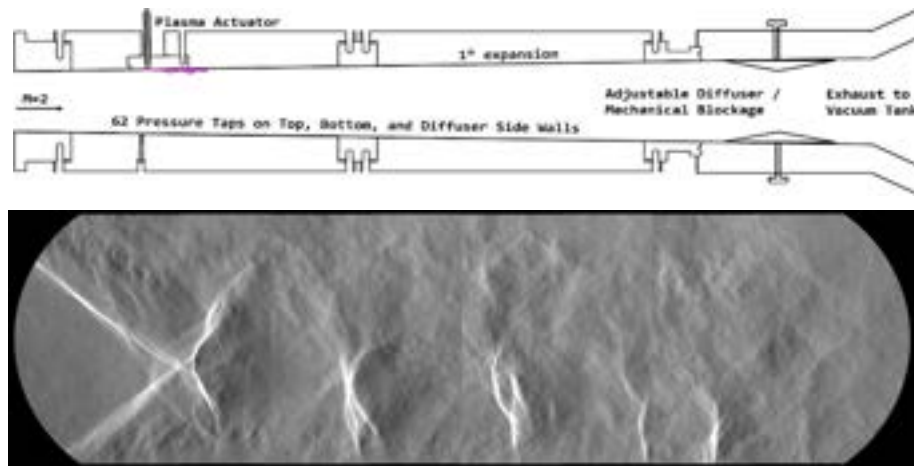 Plasma Actuator
1° expansion
M=2
Adjustable Diffuser /
Mechanical Blockage
Exhaust to
Vacuum Tank
62 Pressure Taps on Top, Bottom, and Diffuser Side Walls